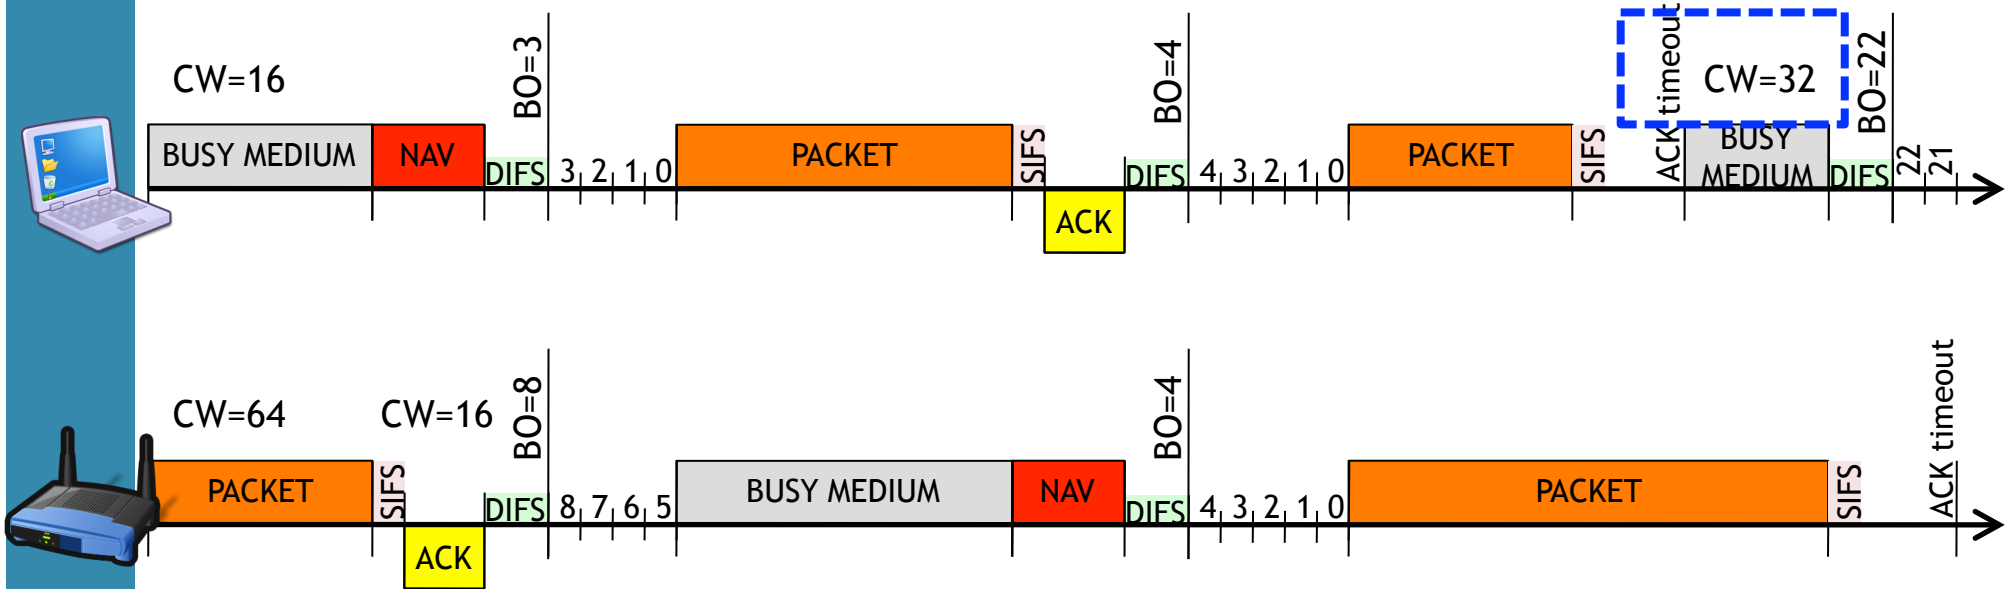 CW=16
BUSY MEDIUM
NAV
DIFS
BO=3
3 2 1 0
PACKET
SIFS
ACK
DIFS
BO=4
4 3 2 1 0
PACKET
SIFS
ACK timeout
CW=32
BUSY
MEDIUM
DIFS
BO=22
22
21
CW=64
CW=16
PACKET
SIFS
ACK
DIFS
BO=8
8 7 6 5
BUSY MEDIUM
NAV
DIFS
BO=4
4 3 2 1 0
PACKET
SIFS
ACK timeout